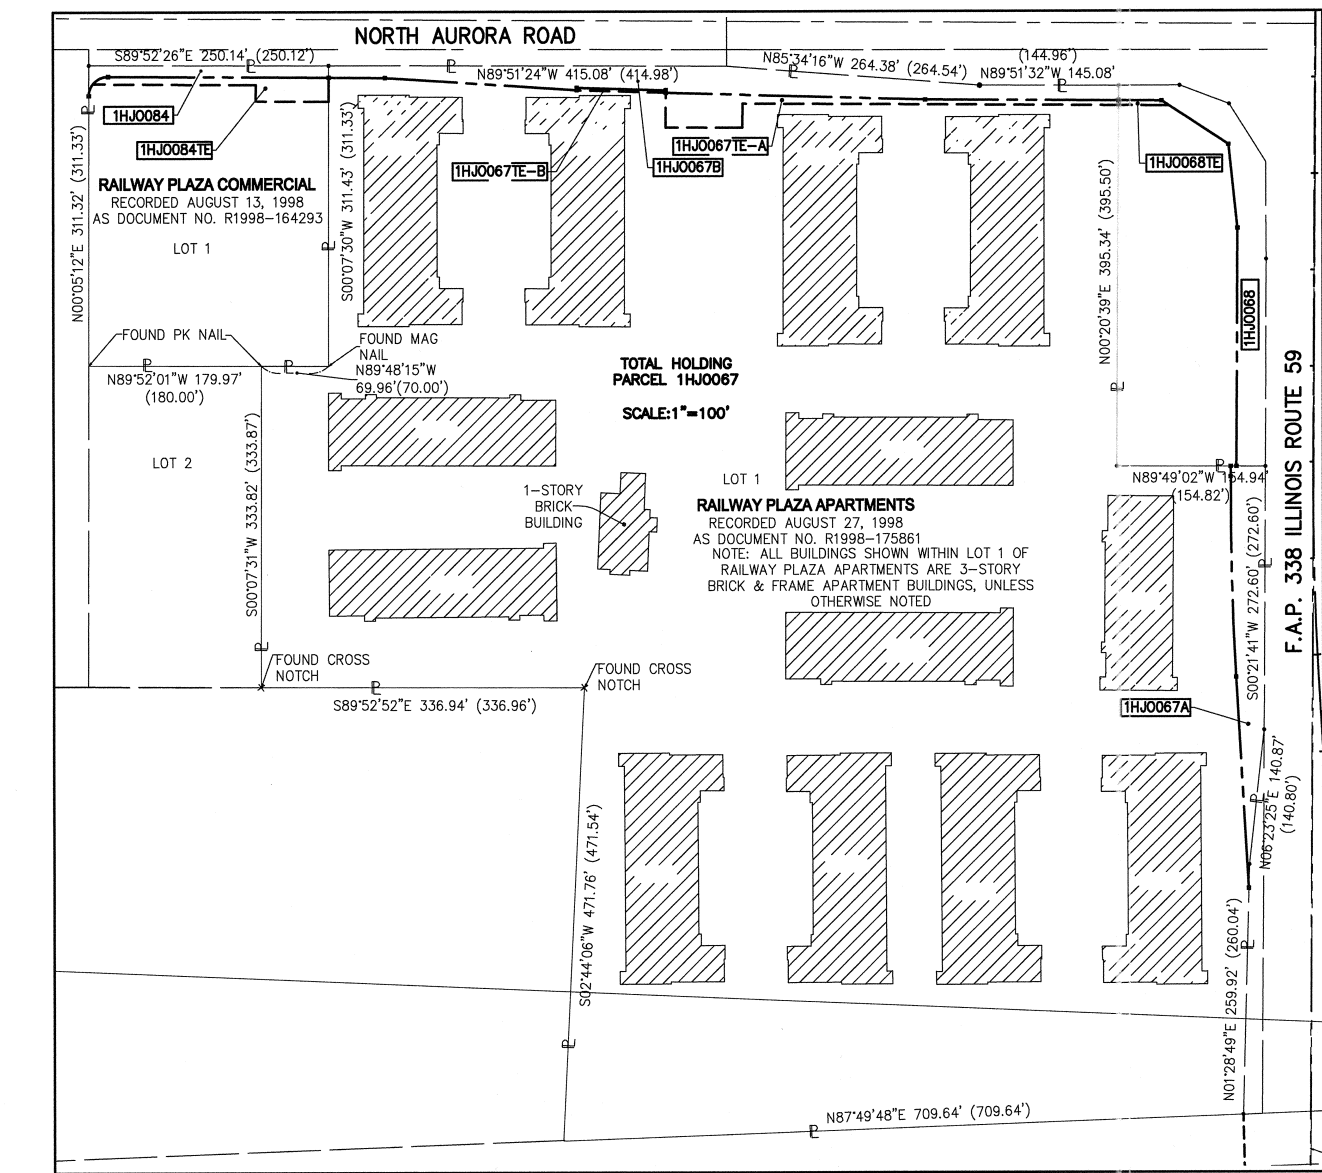 NORTH AURORA ROAD
S89°52'26"E 250.14' (250.12')
N89°51'24"W 415.08' (414.98')
N85°34'16"W 264.38' (264.54')
(144.96')
N89°51'32"W 145.08'
1HJ0084
1HJ0084TE
1HJ0067TE-B
1HJ0067B
1HJ0067TE-A
1HJ0068TE
RAILWAY PLAZA COMMERCIAL
RECORDED AUGUST 13, 1998
AS DOCUMENT NO. R1998-164293
LOT 1
N00°05'12"E 311.32' (311.33')
S00°07'30"W 311.43' (311.33')
N00°20'39"E 395.34' (395.50')
1HJ0068
FOUND PK NAIL
FOUND MAG
NAIL
N89°48'15"W
69.96'(70.00')
N89°52'01"W 179.97'
(180.00')
TOTAL HOLDING
PARCEL 1HJ0067
SCALE:1"=100'
F.A.P. 338 ILLINOIS ROUTE 59
LOT 2
S00°07'31"W 333.82' (333.87')
1-STORY
BRICK
BUILDING
LOT 1
RAILWAY PLAZA APARTMENTS
RECORDED AUGUST 27, 1998
AS DOCUMENT NO. R1998-175861
NOTE: ALL BUILDINGS SHOWN WITHIN LOT 1 OF
RAILWAY PLAZA APARTMENTS ARE 3-STORY
BRICK & FRAME APARTMENT BUILDINGS, UNLESS
OTHERWISE NOTED
N89°49'02"W 154.94'
(154.82')
S00°21'41"W 272.60' (272.60')
FOUND CROSS
NOTCH
FOUND CROSS
NOTCH
S89°52'52"E 336.94' (336.96')
1HJ0067A
N06°23'25"E 140.87'
(140.80')
S02°44'06"W 471.76' (471.54')
N01°28'49"E 259.92' (260.04')
N87°49'48"E 709.64' (709.64')